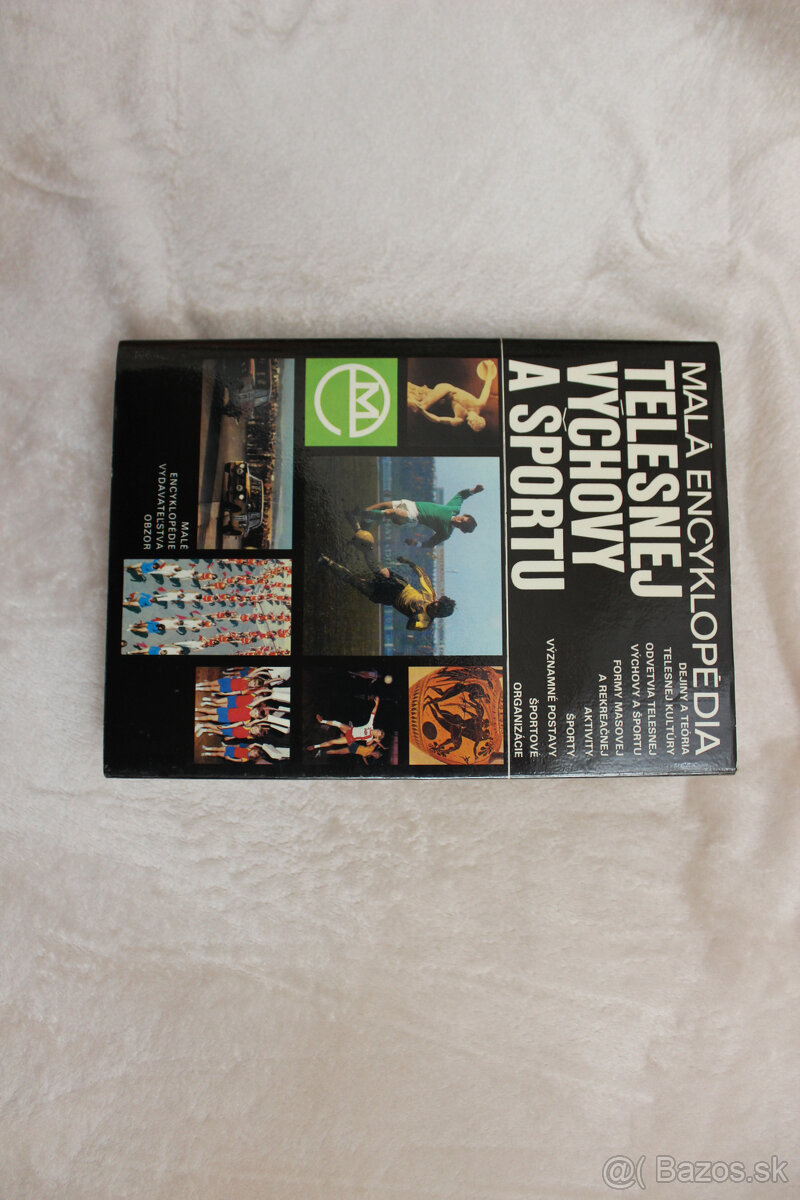 MALÁ ENCYKLOPÉDIA
TELESNEJ
VÝCHOVY
A ŠPORTU
DEJINY A TEÓRIA
TELESNEJ KULTÚRY
ODVETVIA TELESNEJ
VÝCHOVY A ŠPORTU
FORMY MASOVEJ
A REKREAČNEJ
AKTIVITY
ŠPORTY
VÝZNAMNÉ POSTAVY
ŠPORTOVÉ
ORGANIZÁCIE
MALÉ
ENCYKLOPÉDIE
VYDAVATEĽSTVA
OBZOR
@( Bazos.sk